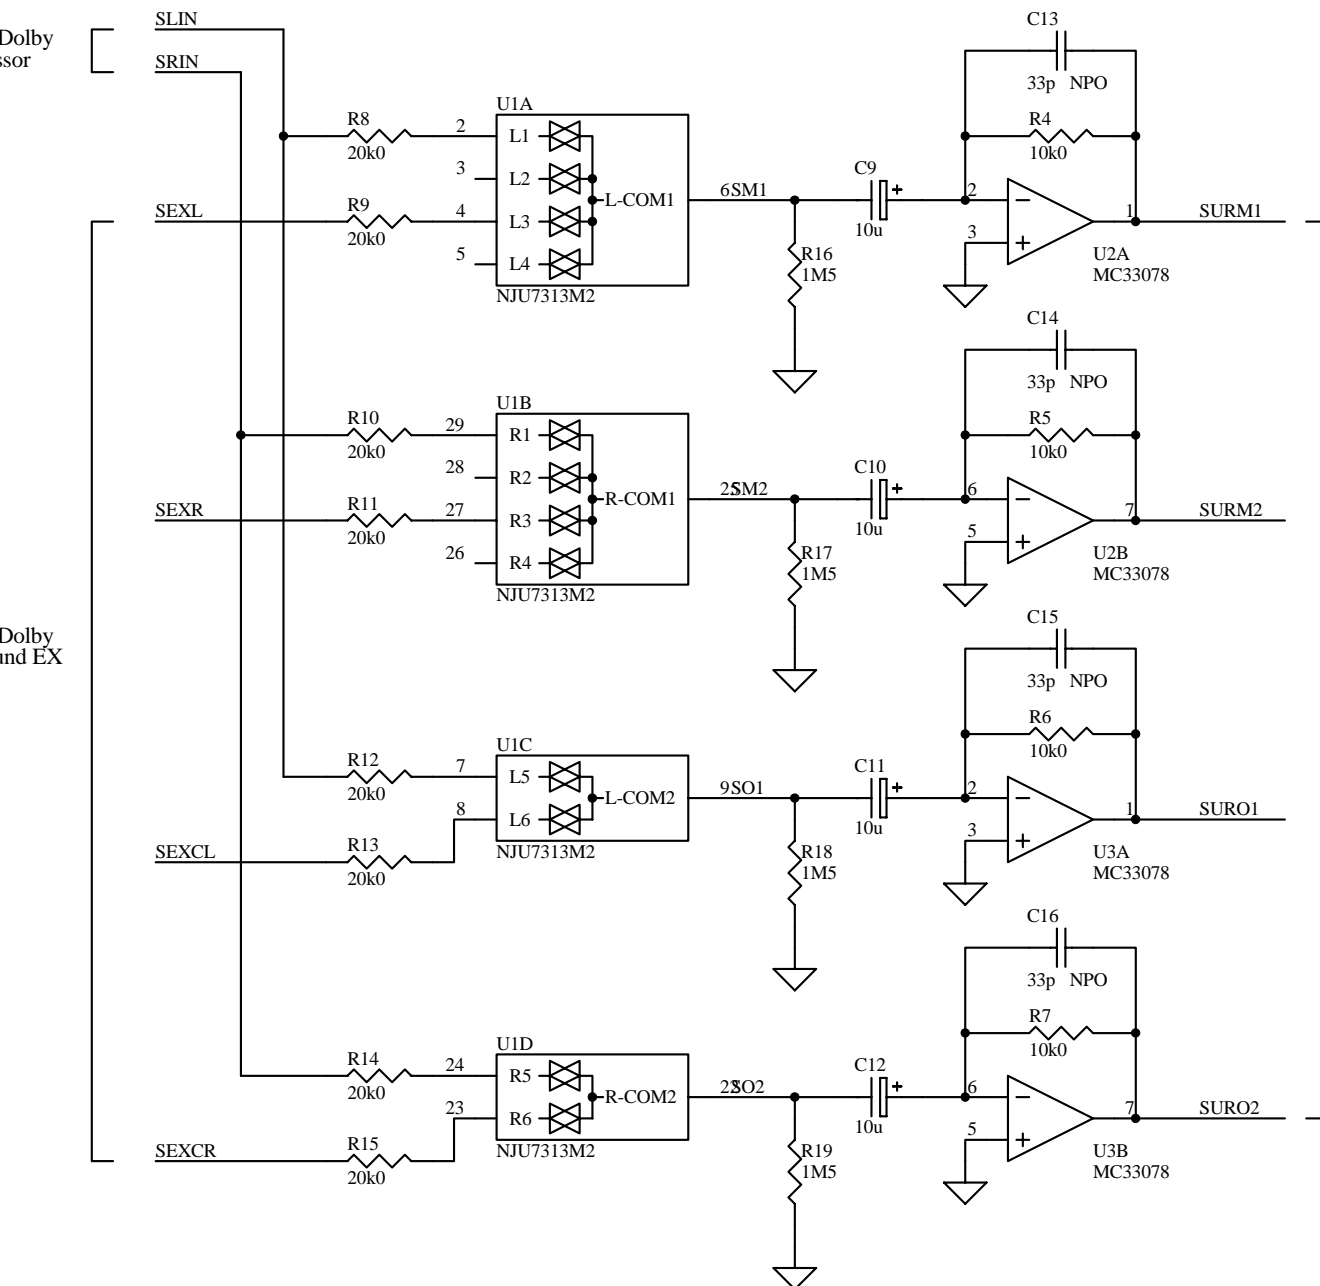 SLIN
Dolby
ssor
SRIN
SEXL
SEXR
Dolby
und EX
SEXCL
SEXCR
R8
20k0
R9
20k0
2
3
4
5
U1A
L1
L2
L3
L4
L-COM1
NJU7313M2
6
SM1
R16
1M5
C9
+
10u
C13
33p NPO
R4
10k0
2
3
1
−
+
U2A
MC33078
SURM1
R10
20k0
R11
20k0
29
28
27
26
U1B
R1
R2
R3
R4
R-COM1
NJU7313M2
SM2
R17
1M5
C10
+
10u
C14
33p NPO
R5
10k0
6
5
7
−
+
U2B
MC33078
SURM2
R12
20k0
R13
20k0
7
8
U1C
L5
L6
L-COM2
NJU7313M2
9
SO1
R18
1M5
C11
+
10u
C15
33p NPO
R6
10k0
2
3
1
−
+
U3A
MC33078
SURO1
R14
20k0
R15
20k0
24
23
U1D
R5
R6
R-COM2
NJU7313M2
SO2
R19
1M5
C12
+
10u
C16
33p NPO
R7
10k0
6
5
7
−
+
U3B
MC33078
SURO2